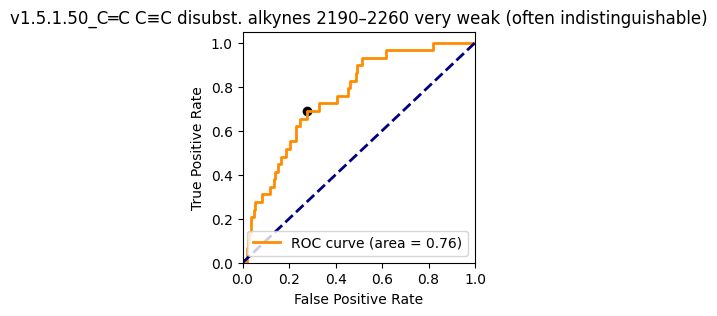 v1.5.1.50_C═C C≡C disubst. alkynes 2190–2260 very weak (often indistinguishable)
1.0
0.8
0.6
0.4
0.2
0.0
True Positive Rate
ROC curve (area = 0.76)
0.0 0.2 0.4 0.6 0.8 1.0
False Positive Rate